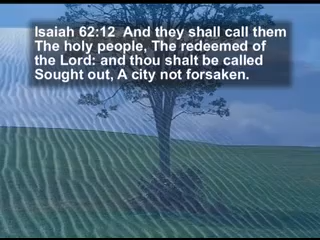 Isaiah 62:12  And they shall call them
The holy people, The redeemed of
the Lord: and thou shalt be called
Sought out, A city not forsaken.